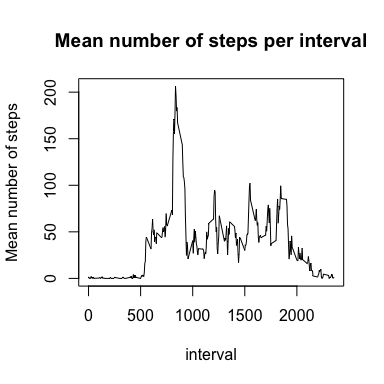 Mean number of steps per interval
Mean number of steps
200
150
100
50
0
0 500 1000 1500 2000
interval